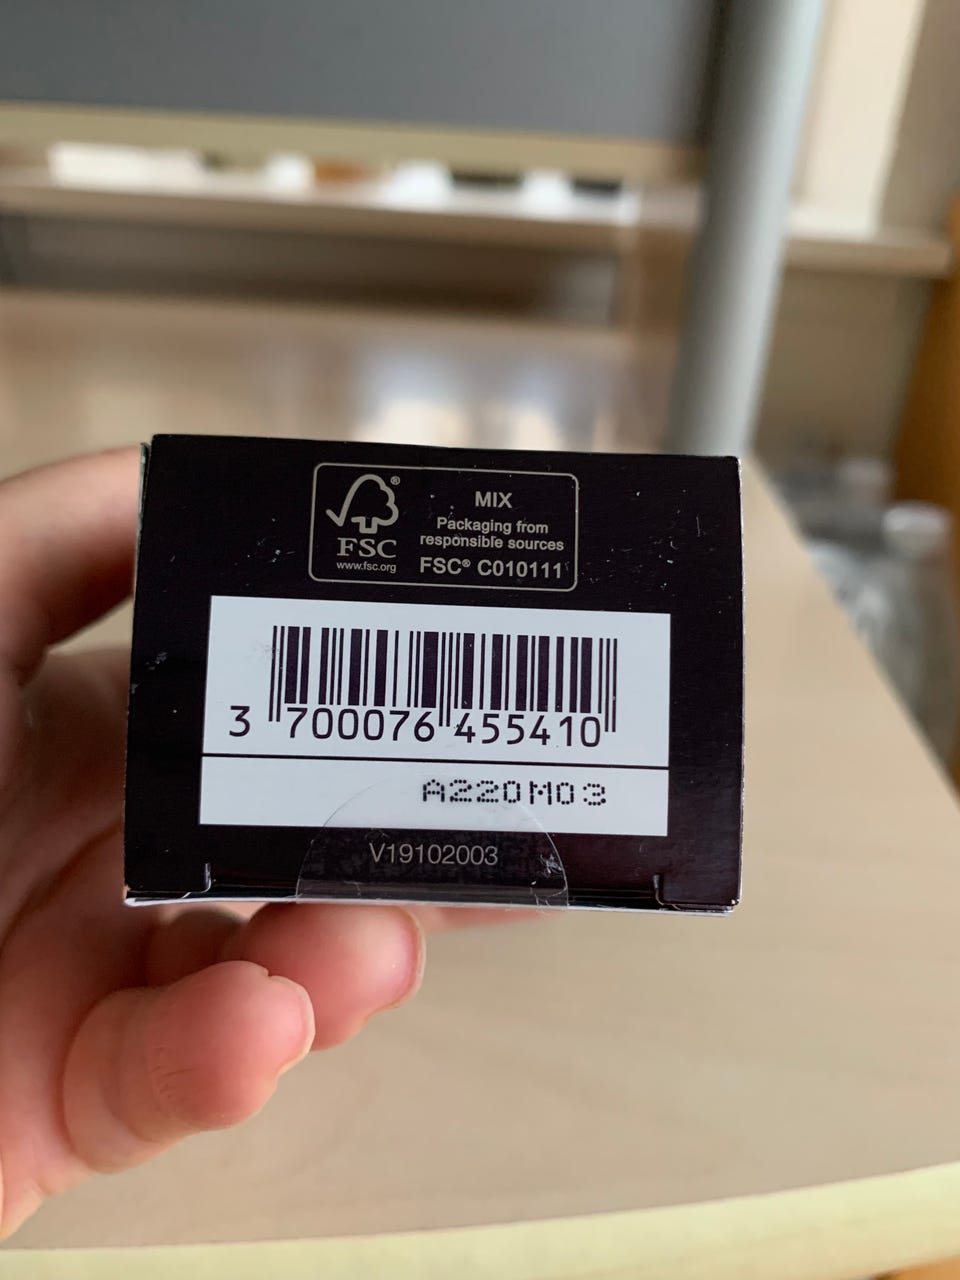 FSC®
www.fsc.org
MIX
Packaging from
responsible sources
FSC® C010111
3 700076 455410
A220M03
V19102003